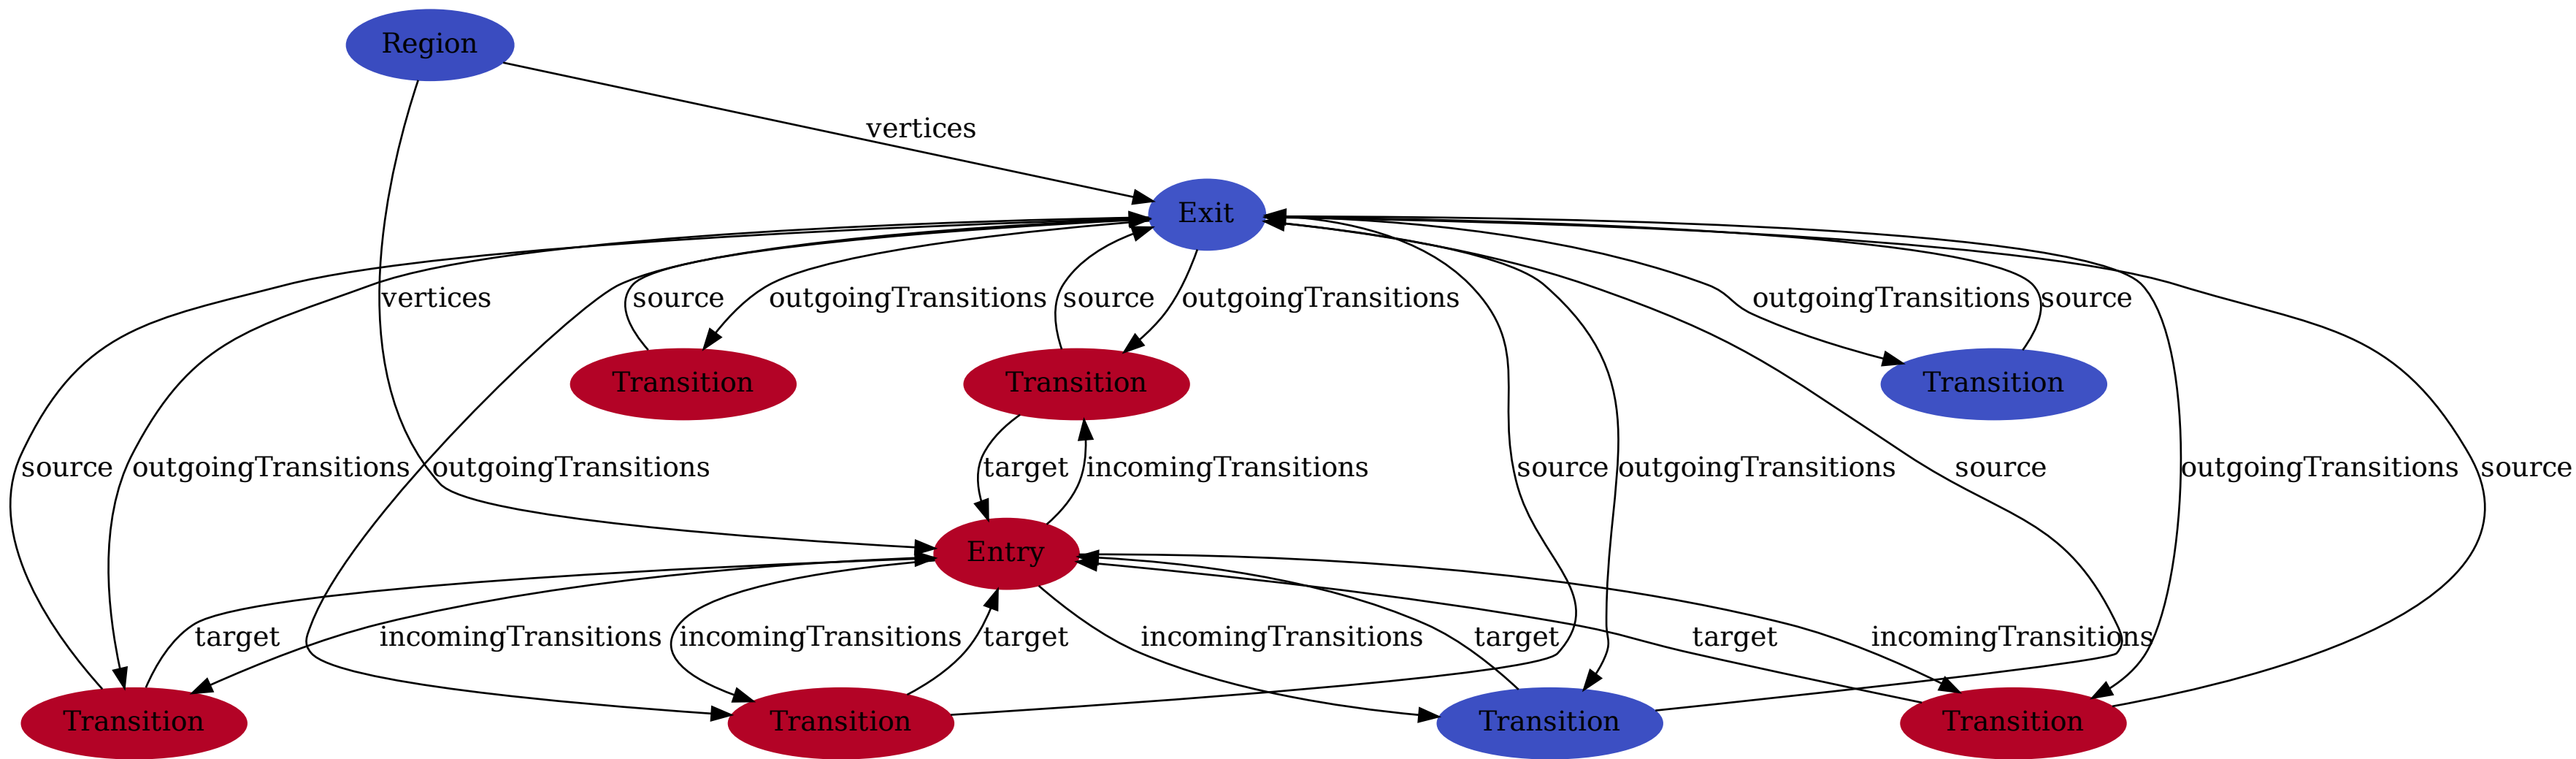 Region
vertices
Exit
vertices
source
outgoingTransitions
source
outgoingTransitions
outgoingTransitions
source
Transition
Transition
Transition
source
outgoingTransitions
outgoingTransitions
target
incomingTransitions
source
outgoingTransitions
source
outgoingTransitions
source
Entry
target
incomingTransitions
incomingTransitions
target
incomingTransitions
target
target
incomingTransitions
Transition
Transition
Transition
Transition